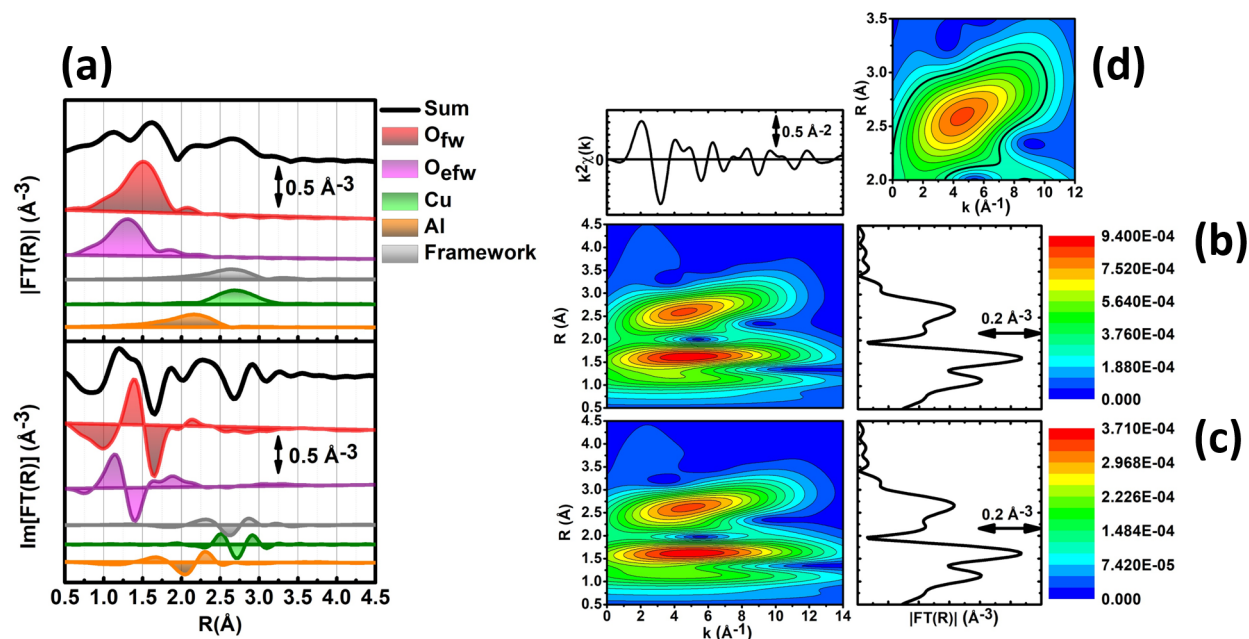 (a)
Sum
O_fw
O_efw
Cu
Al
Framework
|FT(R)| (Å⁻³)
0.5 Å⁻³
Im[FT(R)] (Å⁻³)
0.5 Å⁻³
0.5 1.0 1.5 2.0 2.5 3.0 3.5 4.0 4.5
R(Å)
(d)
3.5
3.0
2.5
2.0
R (Å)
0 2 4 6 8 10 12
k (Å⁻¹)
k²χ(k)
0
0.5 Å⁻²
(b)
4.5
4.0
3.5
3.0
2.5
2.0
1.5
1.0
0.5
R (Å)
0.2 Å⁻³
9.400E-04
7.520E-04
5.640E-04
3.760E-04
1.880E-04
0.000
(c)
4.5
4.0
3.5
3.0
2.5
2.0
1.5
1.0
0.5
R (Å)
0 2 4 6 8 10 12 14
k (Å⁻¹)
0.2 Å⁻³
|FT(R)| (Å⁻³)
3.710E-04
2.968E-04
2.226E-04
1.484E-04
7.420E-05
0.000